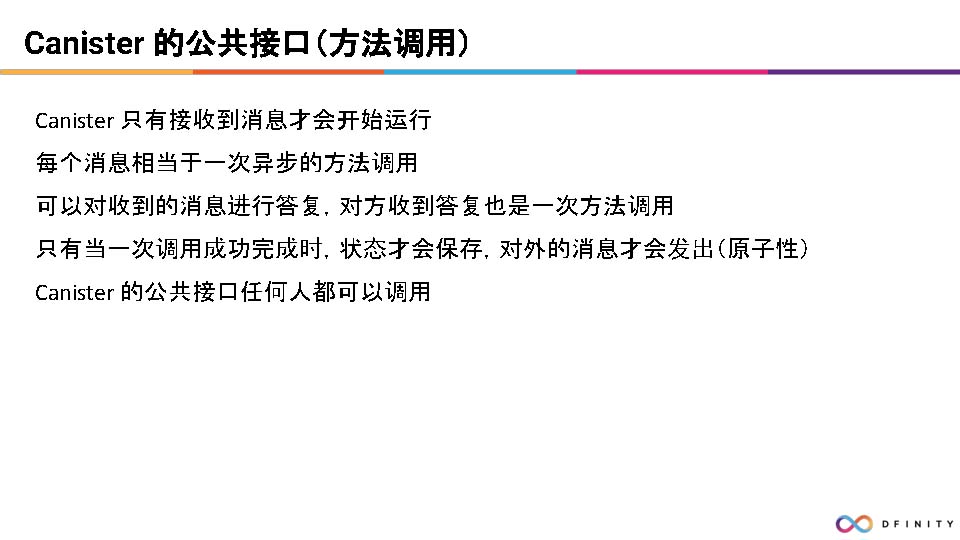 Canister 的公共接口（方法调用）
Canister 只有接收到消息才会开始运行
每个消息相当于一次异步的方法调用
可以对收到的消息进行答复，对方收到答复也是一次方法调用
只有当一次调用成功完成时，状态才会保存，对外的消息才会发出（原子性）
Canister 的公共接口任何人都可以调用
DFINITY